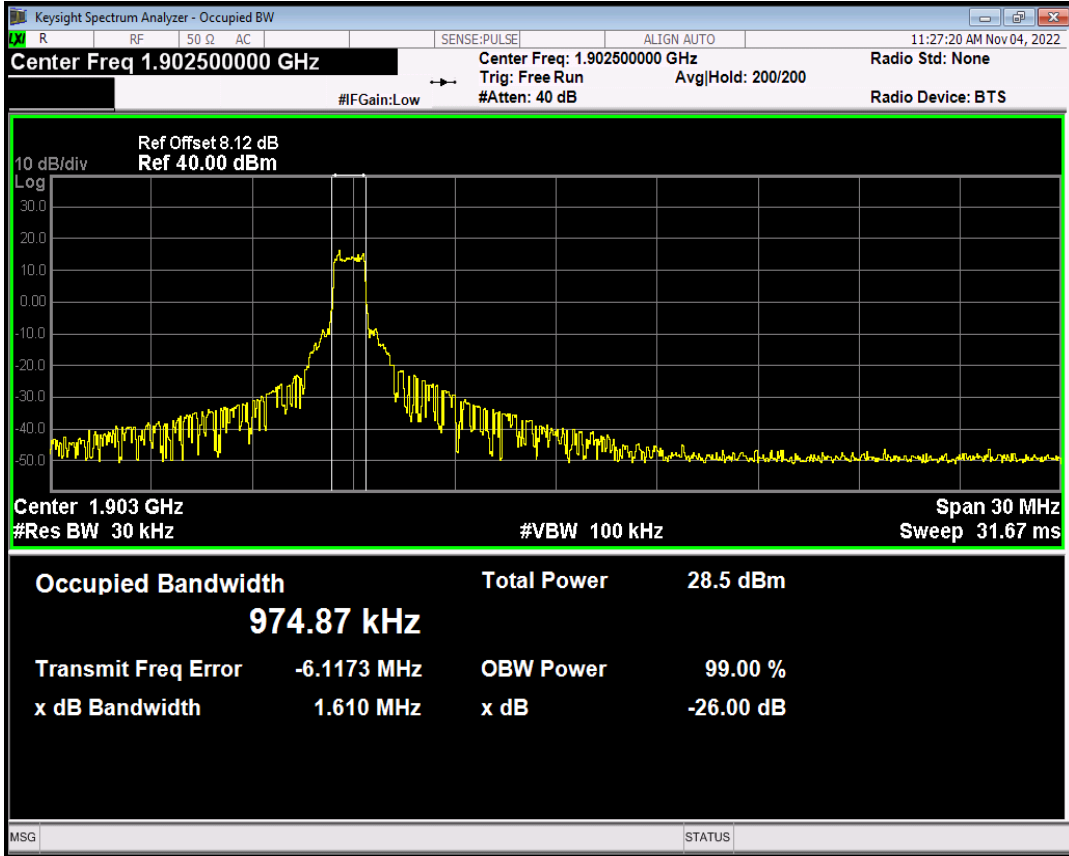 Keysight Spectrum Analyzer - Occupied BW
LXI R RF 50 Ω AC SENSE:PULSE ALIGN AUTO 11:27:20 AM Nov 04, 2022
Center Freq 1.902500000 GHz Center Freq: 1.902500000 GHz Radio Std: None
Trig: Free Run Avg|Hold: 200/200
#IFGain:Low #Atten: 40 dB Radio Device: BTS
Ref Offset 8.12 dB
10 dB/div Ref 40.00 dBm
Log
30.0
20.0
10.0
0.00
-10.0
-20.0
-30.0
-40.0
-50.0
Center 1.903 GHz Span 30 MHz
#Res BW 30 kHz #VBW 100 kHz Sweep 31.67 ms
Occupied Bandwidth Total Power 28.5 dBm
974.87 kHz
Transmit Freq Error -6.1173 MHz OBW Power 99.00 %
x dB Bandwidth 1.610 MHz x dB -26.00 dB
MSG STATUS